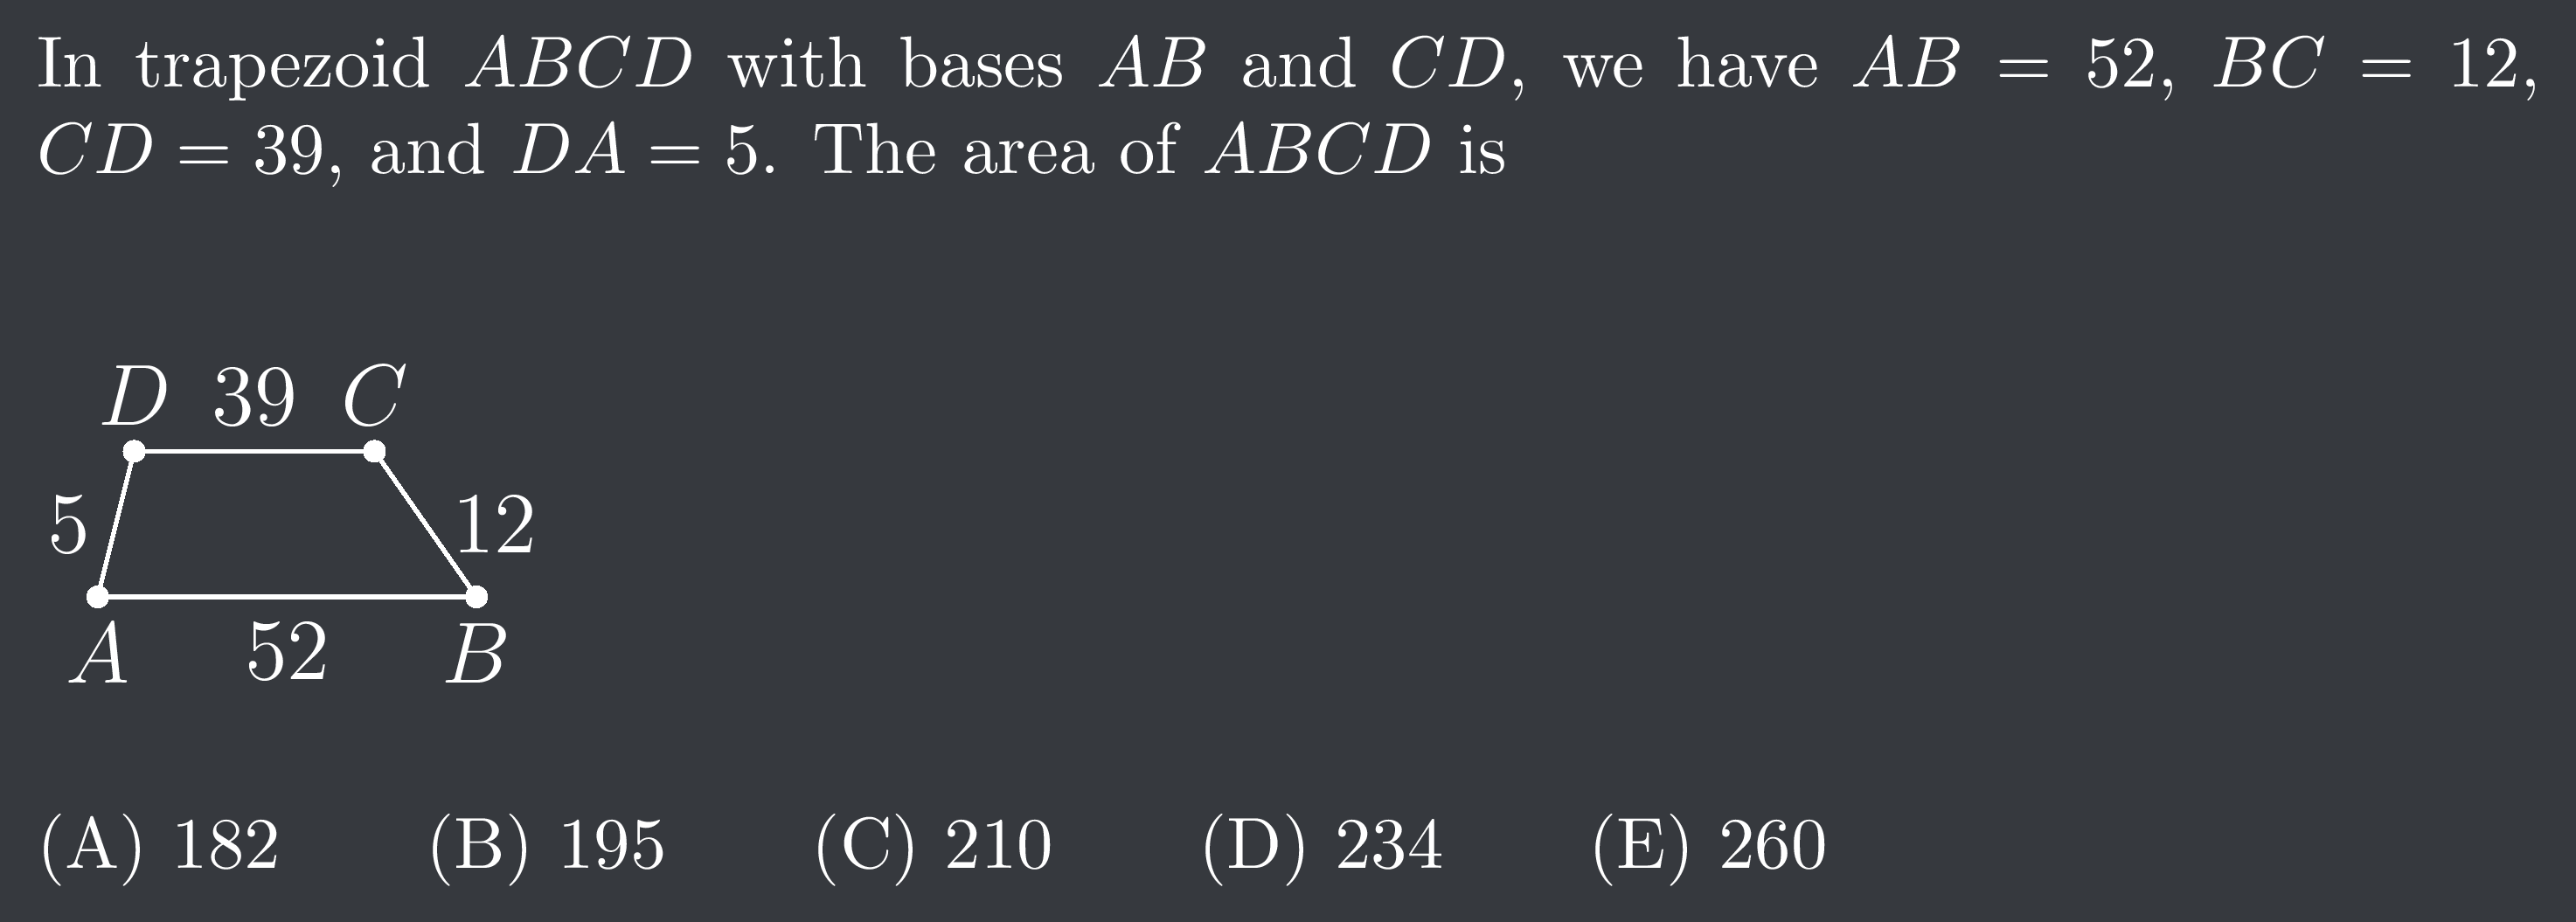 In trapezoid ABCD with bases AB and CD, we have AB = 52, BC = 12,
CD = 39, and DA = 5. The area of ABCD is
D 39 C
5 12
A 52 B
(A) 182 (B) 195 (C) 210 (D) 234 (E) 260